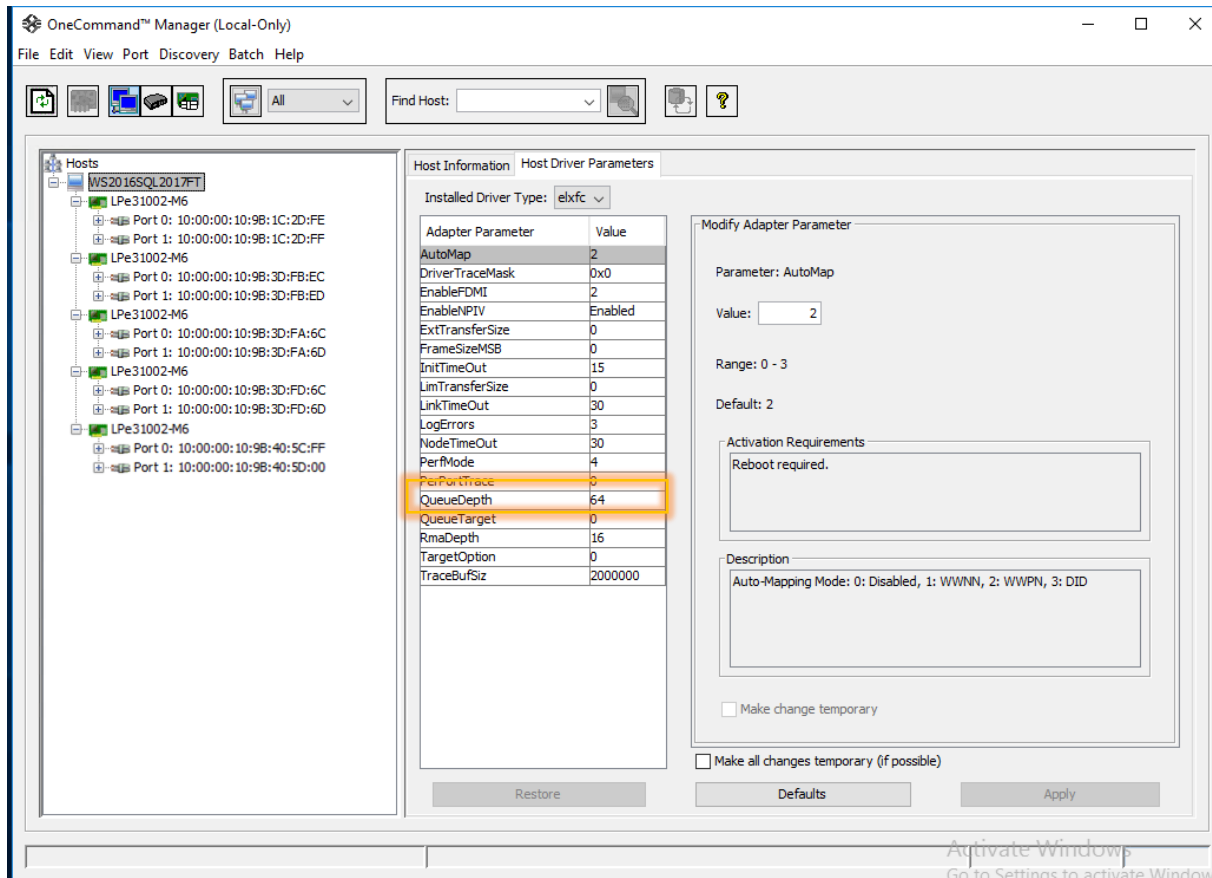 OneCommand™ Manager (Local-Only)
File Edit View Port Discovery Batch Help
All
Find Host:
Hosts
WS2016SQL2017FT
LPe31002-M6
Port 0: 10:00:00:10:9B:1C:2D:FE
Port 1: 10:00:00:10:9B:1C:2D:FF
LPe31002-M6
Port 0: 10:00:00:10:9B:3D:FB:EC
Port 1: 10:00:00:10:9B:3D:FB:ED
LPe31002-M6
Port 0: 10:00:00:10:9B:3D:FA:6C
Port 1: 10:00:00:10:9B:3D:FA:6D
LPe31002-M6
Port 0: 10:00:00:10:9B:3D:FD:6C
Port 1: 10:00:00:10:9B:3D:FD:6D
LPe31002-M6
Port 0: 10:00:00:10:9B:40:5C:FF
Port 1: 10:00:00:10:9B:40:5D:00
Host Information Host Driver Parameters
Installed Driver Type: elxfc
Adapter Parameter Value
AutoMap 2
DriverTraceMask 0x0
EnableFDMI 2
EnableNPIV Enabled
ExtTransferSize 0
FrameSizeMSB 0
InitTimeOut 15
LimTransferSize 0
LinkTimeOut 30
LogErrors 3
NodeTimeOut 30
PerfMode 4
PerPortTrace 0
QueueDepth 64
QueueTarget 0
RmaDepth 16
TargetOption 0
TraceBufSiz 2000000
Restore
Modify Adapter Parameter
Parameter: AutoMap
Value: 2
Range: 0 - 3
Default: 2
Activation Requirements
Reboot required.
Description
Auto-Mapping Mode: 0: Disabled, 1: WWNN, 2: WWPN, 3: DID
Make change temporary
Make all changes temporary (if possible)
Defaults Apply
Activate Windows
Go to Settings to activate Window